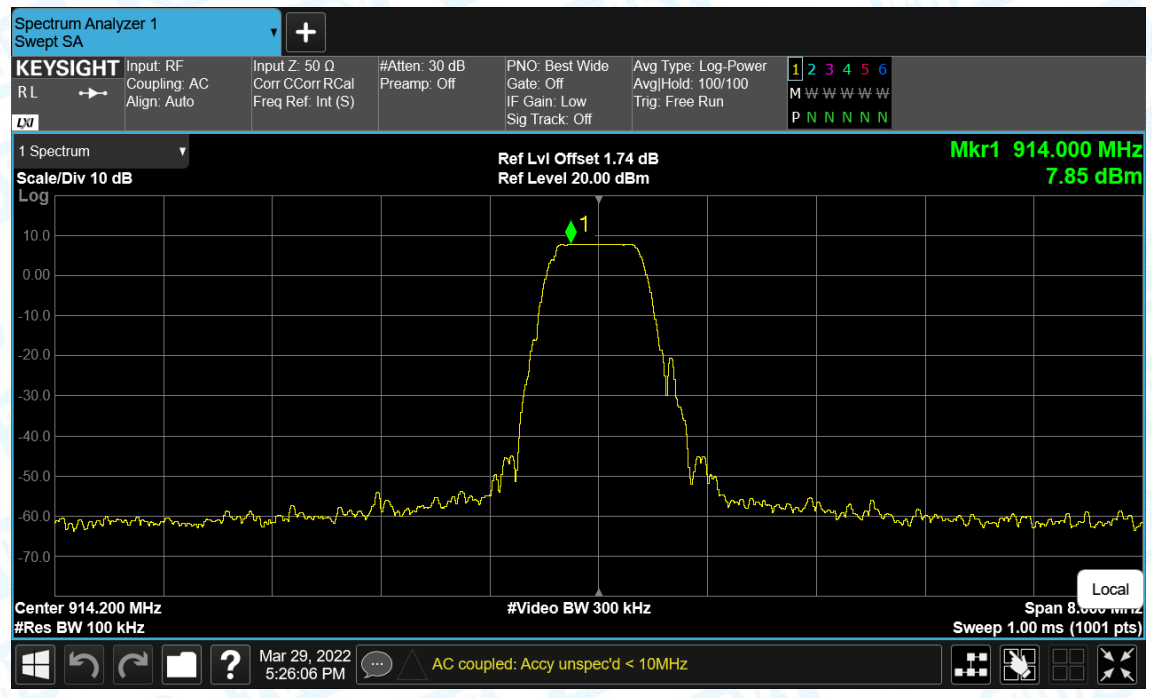 Spectrum Analyzer 1
Swept SA
KEYSIGHT
R L
LXI
Input: RF
Coupling: AC
Align: Auto
Input Z: 50 Ω
Corr CCorr RCal
Freq Ref: Int (S)
#Atten: 30 dB
Preamp: Off
PNO: Best Wide
Gate: Off
IF Gain: Low
Sig Track: Off
Avg Type: Log-Power
Avg|Hold: 100/100
Trig: Free Run
1 2 3 4 5 6
M W W W W W
P N N N N N
1 Spectrum
Scale/Div 10 dB
Log
Ref Lvl Offset 1.74 dB
Ref Level 20.00 dBm
Mkr1 914.000 MHz
7.85 dBm
1
10.0
0.00
-10.0
-20.0
-30.0
-40.0
-50.0
-60.0
-70.0
Local
Center 914.200 MHz
#Res BW 100 kHz
#Video BW 300 kHz
Span 8.000 MHz
Sweep 1.00 ms (1001 pts)
?
Mar 29, 2022
5:26:06 PM
AC coupled: Accy unspec'd < 10MHz